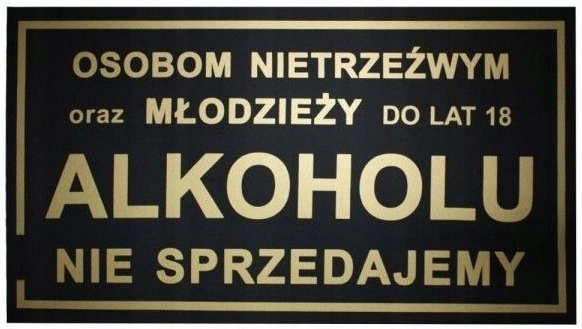 OSOBOM NIETRZEŹWYM
oraz MŁODZIEŻY DO LAT 18
ALKOHOLU
NIE SPRZEDAJEMY